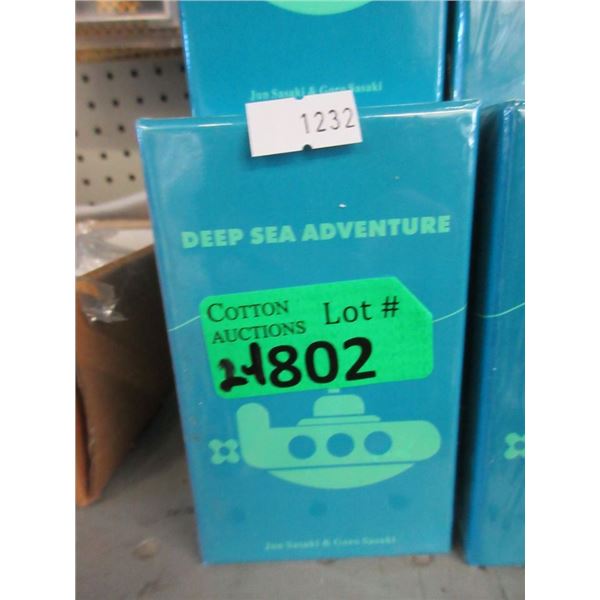 Jun Sasaki & Goro Sasaki
1232
DEEP SEA ADVENTURE
COTTON
AUCTIONS
Lot #
24802
Jun Sasaki & Goro Sasaki